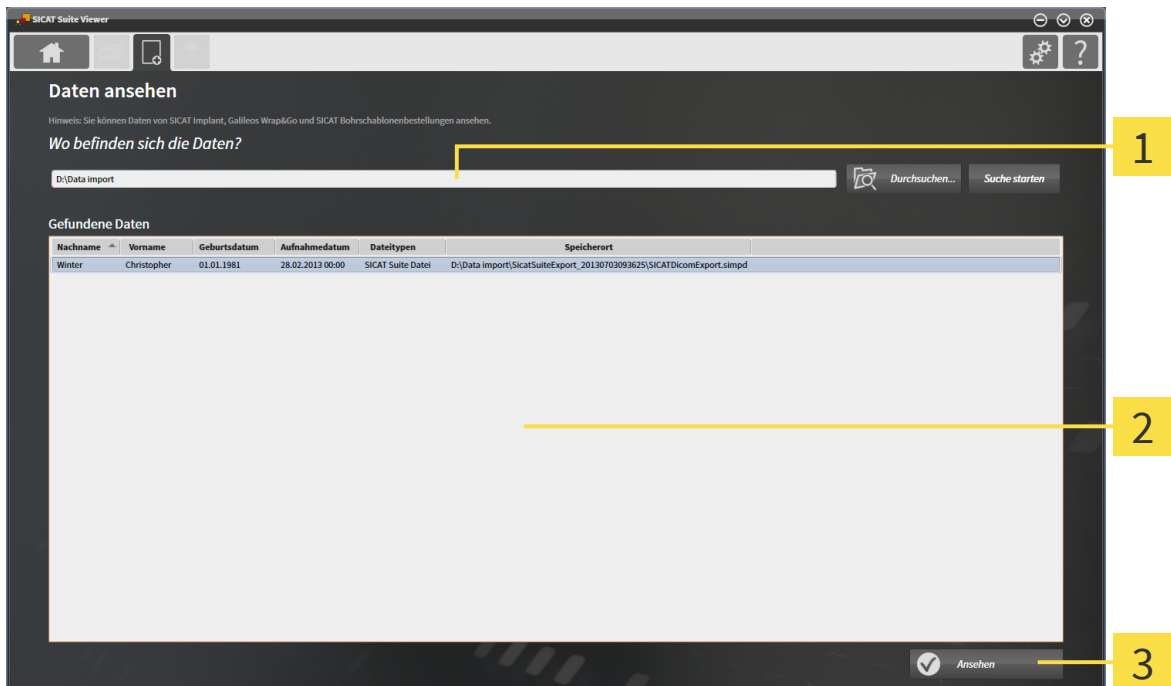 SICAT Suite Viewer
?
Daten ansehen
Hinweis: Sie können Daten von SICAT Implant, Galileos Wrap&Go und SICAT Bohrschablonenbestellungen ansehen.
Wo befinden sich die Daten?
1
D:\Data import
Durchsuchen...
Suche starten
Gefundene Daten
Nachname Vorname Geburtsdatum Aufnahmedatum Dateitypen Speicherort
Winter Christopher 01.01.1981 28.02.2013 00:00 SICAT Suite Datei D:\Data import\SicatSuiteExport_20130703093625\SICATDicomExport.simpd
2
Ansehen
3